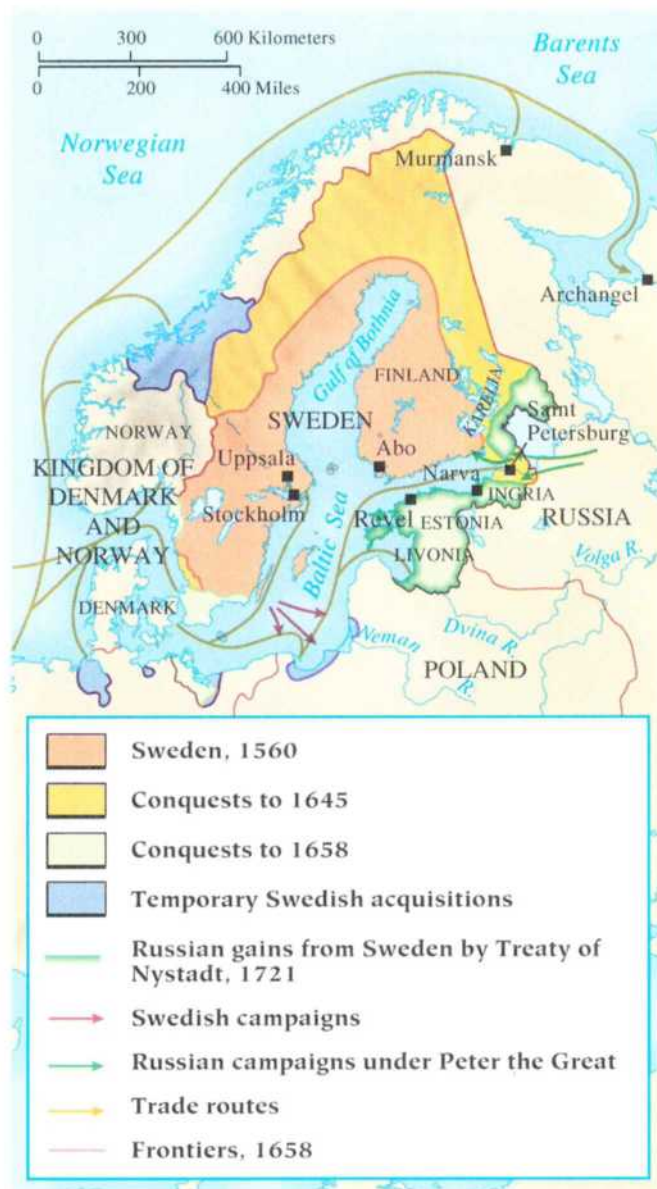 0 300 600 Kilometers
0 200 400 Miles
Barents
Sea
Norwegian
Sea
Murmansk
Archangel
Gulf of Bothnia
FINLAND
KARELIA
SWEDEN
Saint
Petersburg
NORWAY
Uppsala
Abo
Narva
KINGDOM OF
DENMARK
AND
NORWAY
INGRIA
Stockholm
Revel
ESTONIA
RUSSIA
Baltic Sea
LIVONIA
Volga R.
DENMARK
Neman R.
Dvina R.
POLAND
Sweden, 1560
Conquests to 1645
Conquests to 1658
Temporary Swedish acquisitions
Russian gains from Sweden by Treaty of
Nystadt, 1721
Swedish campaigns
Russian campaigns under Peter the Great
Trade routes
Frontiers, 1658